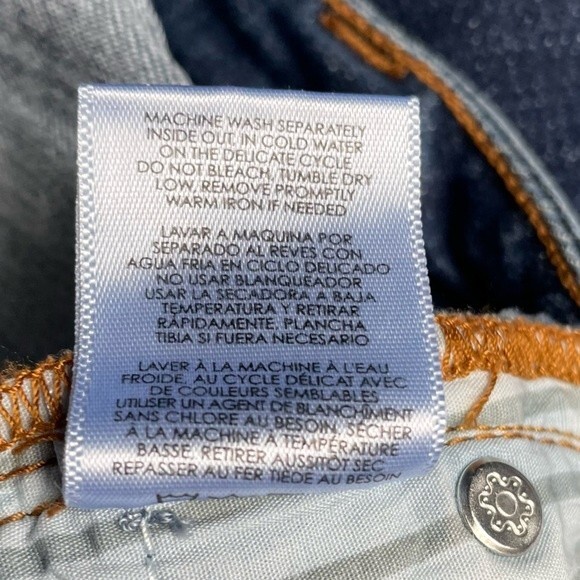 MACHINE WASH SEPARATELY
INSIDE OUT, IN COLD WATER
ON THE DELICATE CYCLE
DO NOT BLEACH, TUMBLE DRY
LOW, REMOVE PROMPTLY
WARM IRON IF NEEDED
LAVAR A MAQUINA POR
SEPARADO AL REVES CON
AGUA FRIA EN CICLO DELICADO
NO USAR BLANQUEADOR
USAR LA SECADORA A BAJA
TEMPERATURA Y RETIRAR
RÁPIDAMENTE, PLANCHA
TIBIA SI FUERA NECESARIO
LAVER À LA MACHINE À L'EAU
FROIDE, AU CYCLE DÉLICAT AVEC
DE COULEURS SEMBLABLES
UTILISER UN AGENT DE BLANCHIMENT
SANS CHLORE AU BESOIN, SÉCHER
À LA MACHINE À TEMPÉRATURE
BASSE, RETIRER AUSSITÔT SEC
REPASSER AU FER TIÈDE AU BESOIN